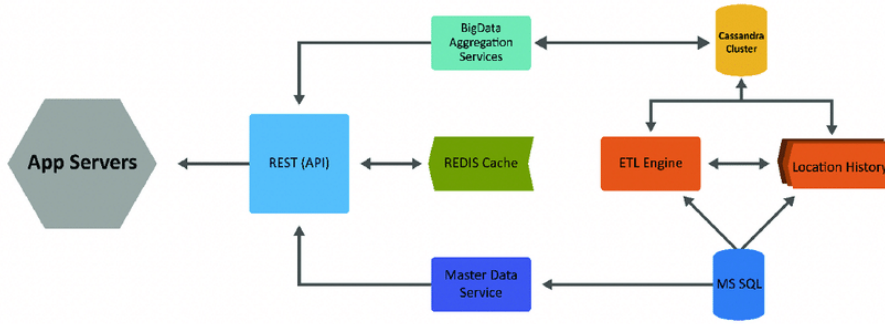 BigData
Aggregation
Services
Cassandra
Cluster
App Servers
REST (API)
REDIS Cache
ETL Engine
Location History
Master Data
Service
MS SQL